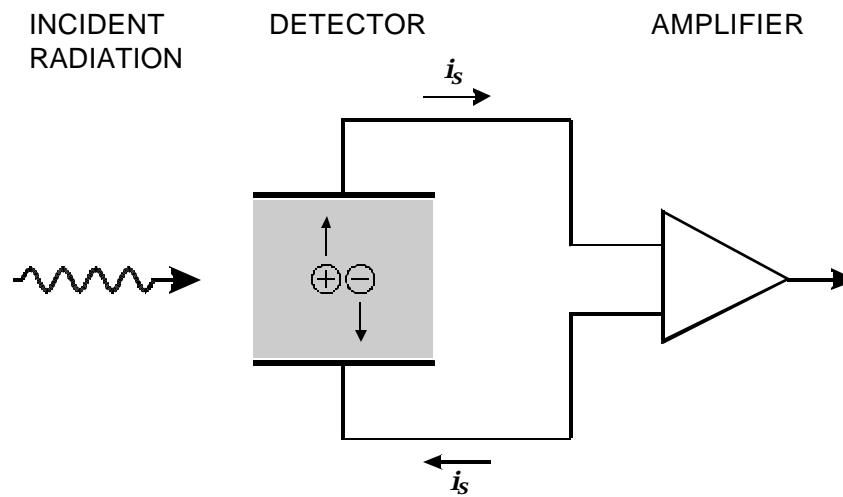 INCIDENT
RADIATION
DETECTOR
AMPLIFIER
is
+ −
is